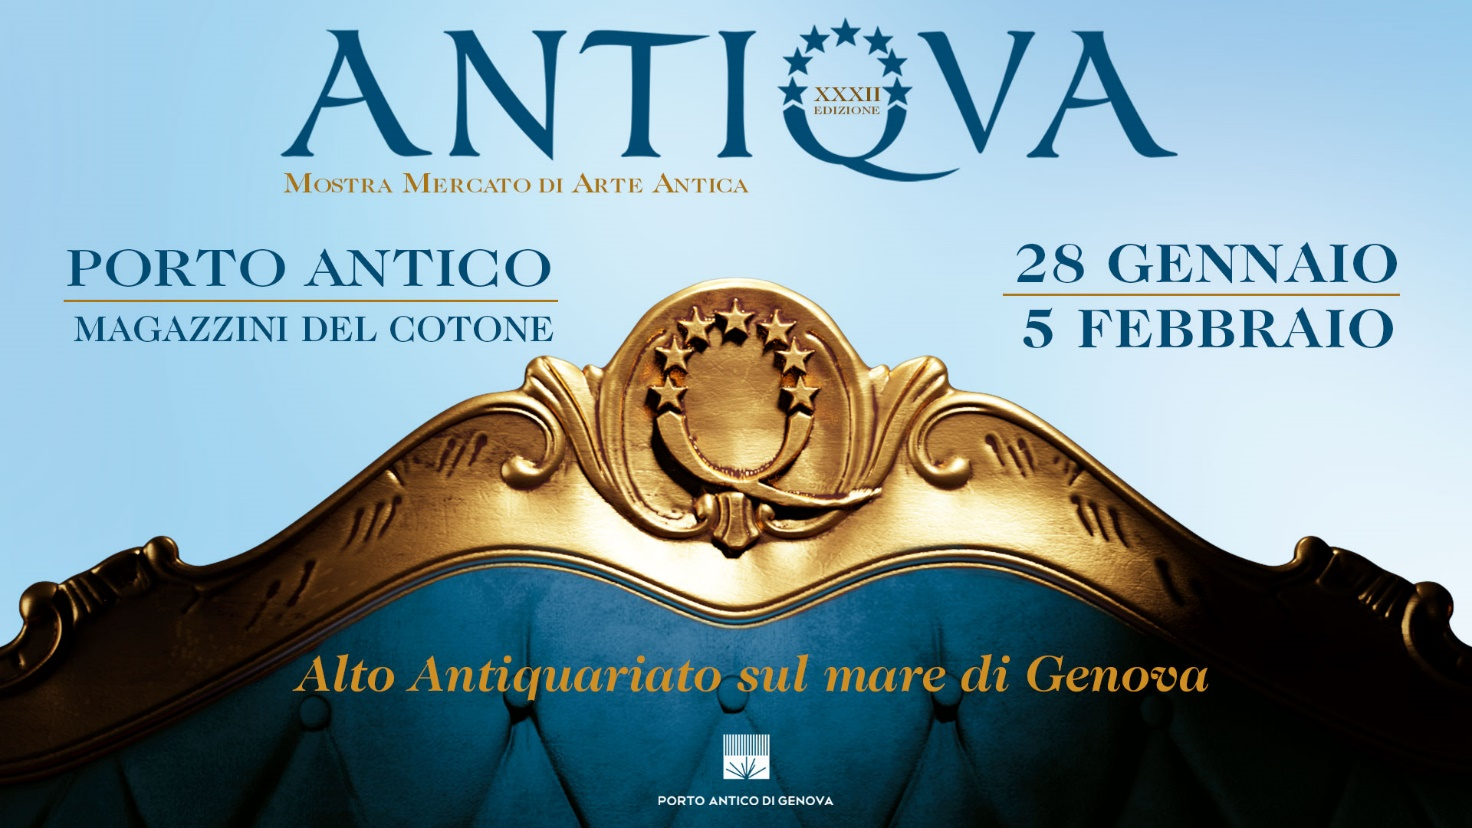 ANTIQVA
XXXII
EDIZIONE
MOSTRA MERCATO DI ARTE ANTICA
PORTO ANTICO
MAGAZZINI DEL COTONE
28 GENNAIO
5 FEBBRAIO
Alto Antiquariato sul mare di Genova
PORTO ANTICO DI GENOVA